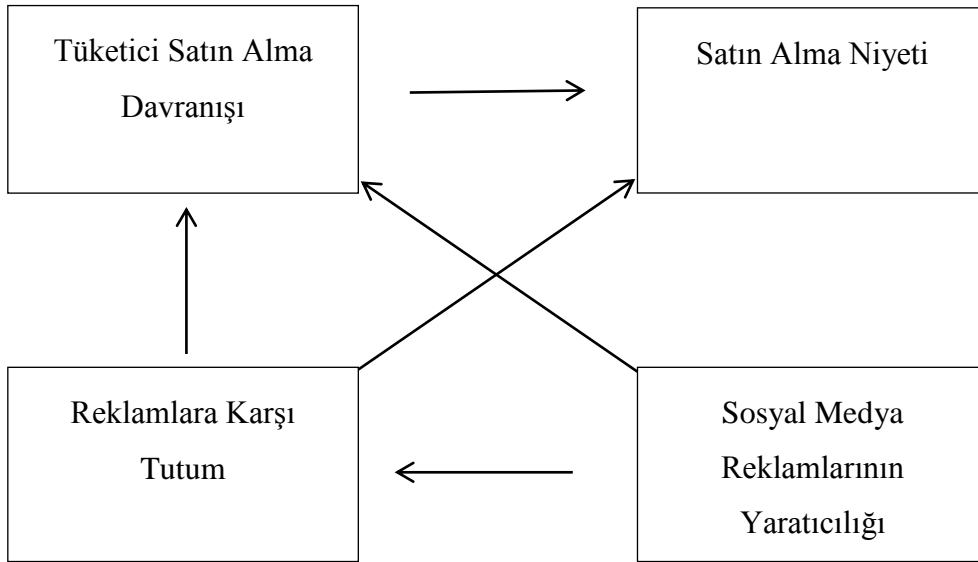 Tüketici Satın Alma
Davranışı
Satın Alma Niyeti
Reklamlara Karşı
Tutum
Sosyal Medya
Reklamlarının
Yaratıcılığı